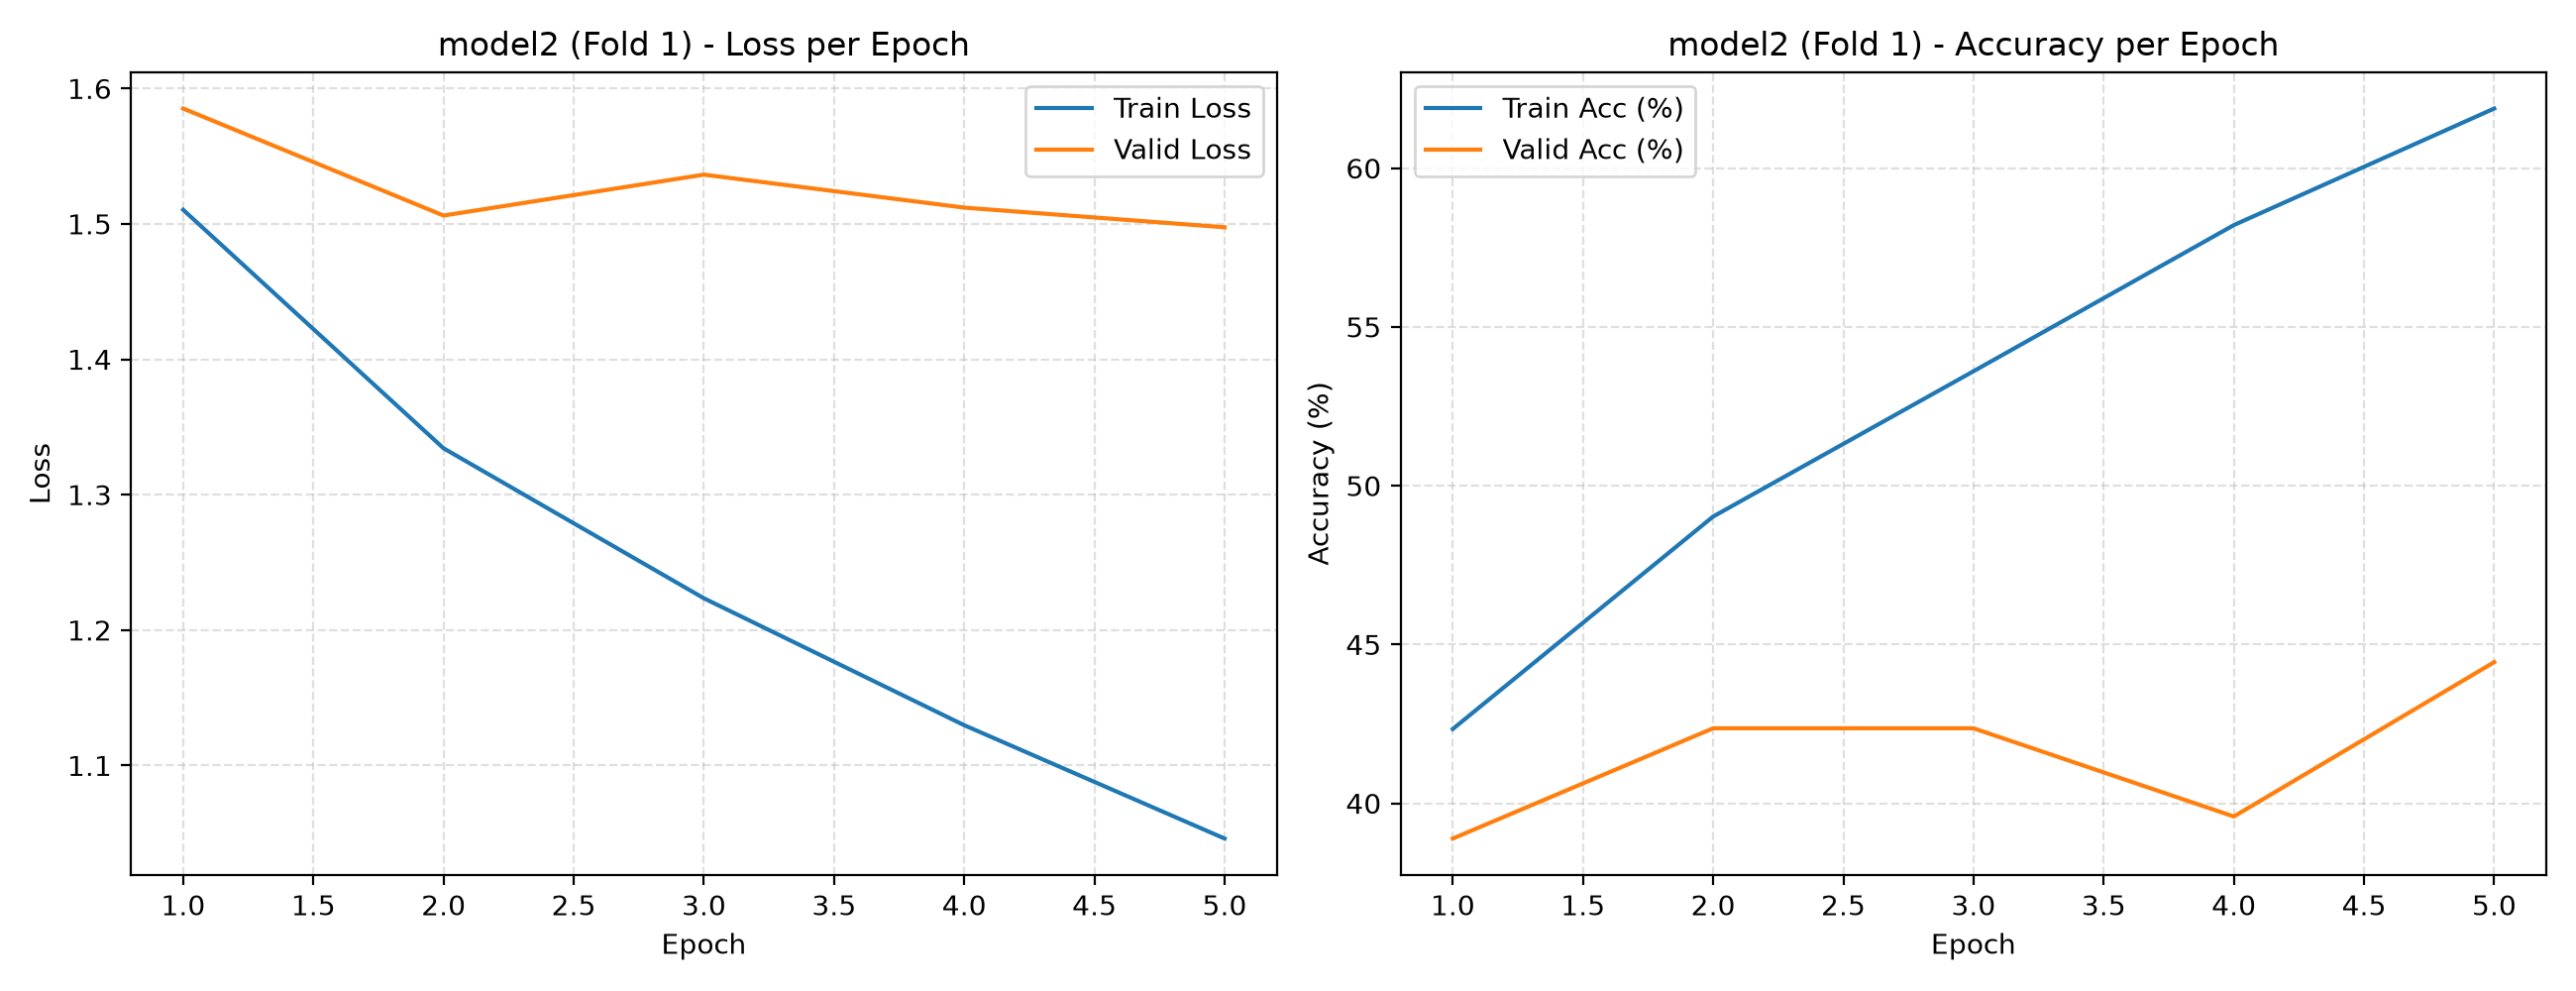 model2 (Fold 1) - Loss per Epoch
Train Loss
Valid Loss
Loss
1.6
1.5
1.4
1.3
1.2
1.1
1.0 1.5 2.0 2.5 3.0 3.5 4.0 4.5 5.0
Epoch
model2 (Fold 1) - Accuracy per Epoch
Train Acc (%)
Valid Acc (%)
Accuracy (%)
60
55
50
45
40
1.0 1.5 2.0 2.5 3.0 3.5 4.0 4.5 5.0
Epoch